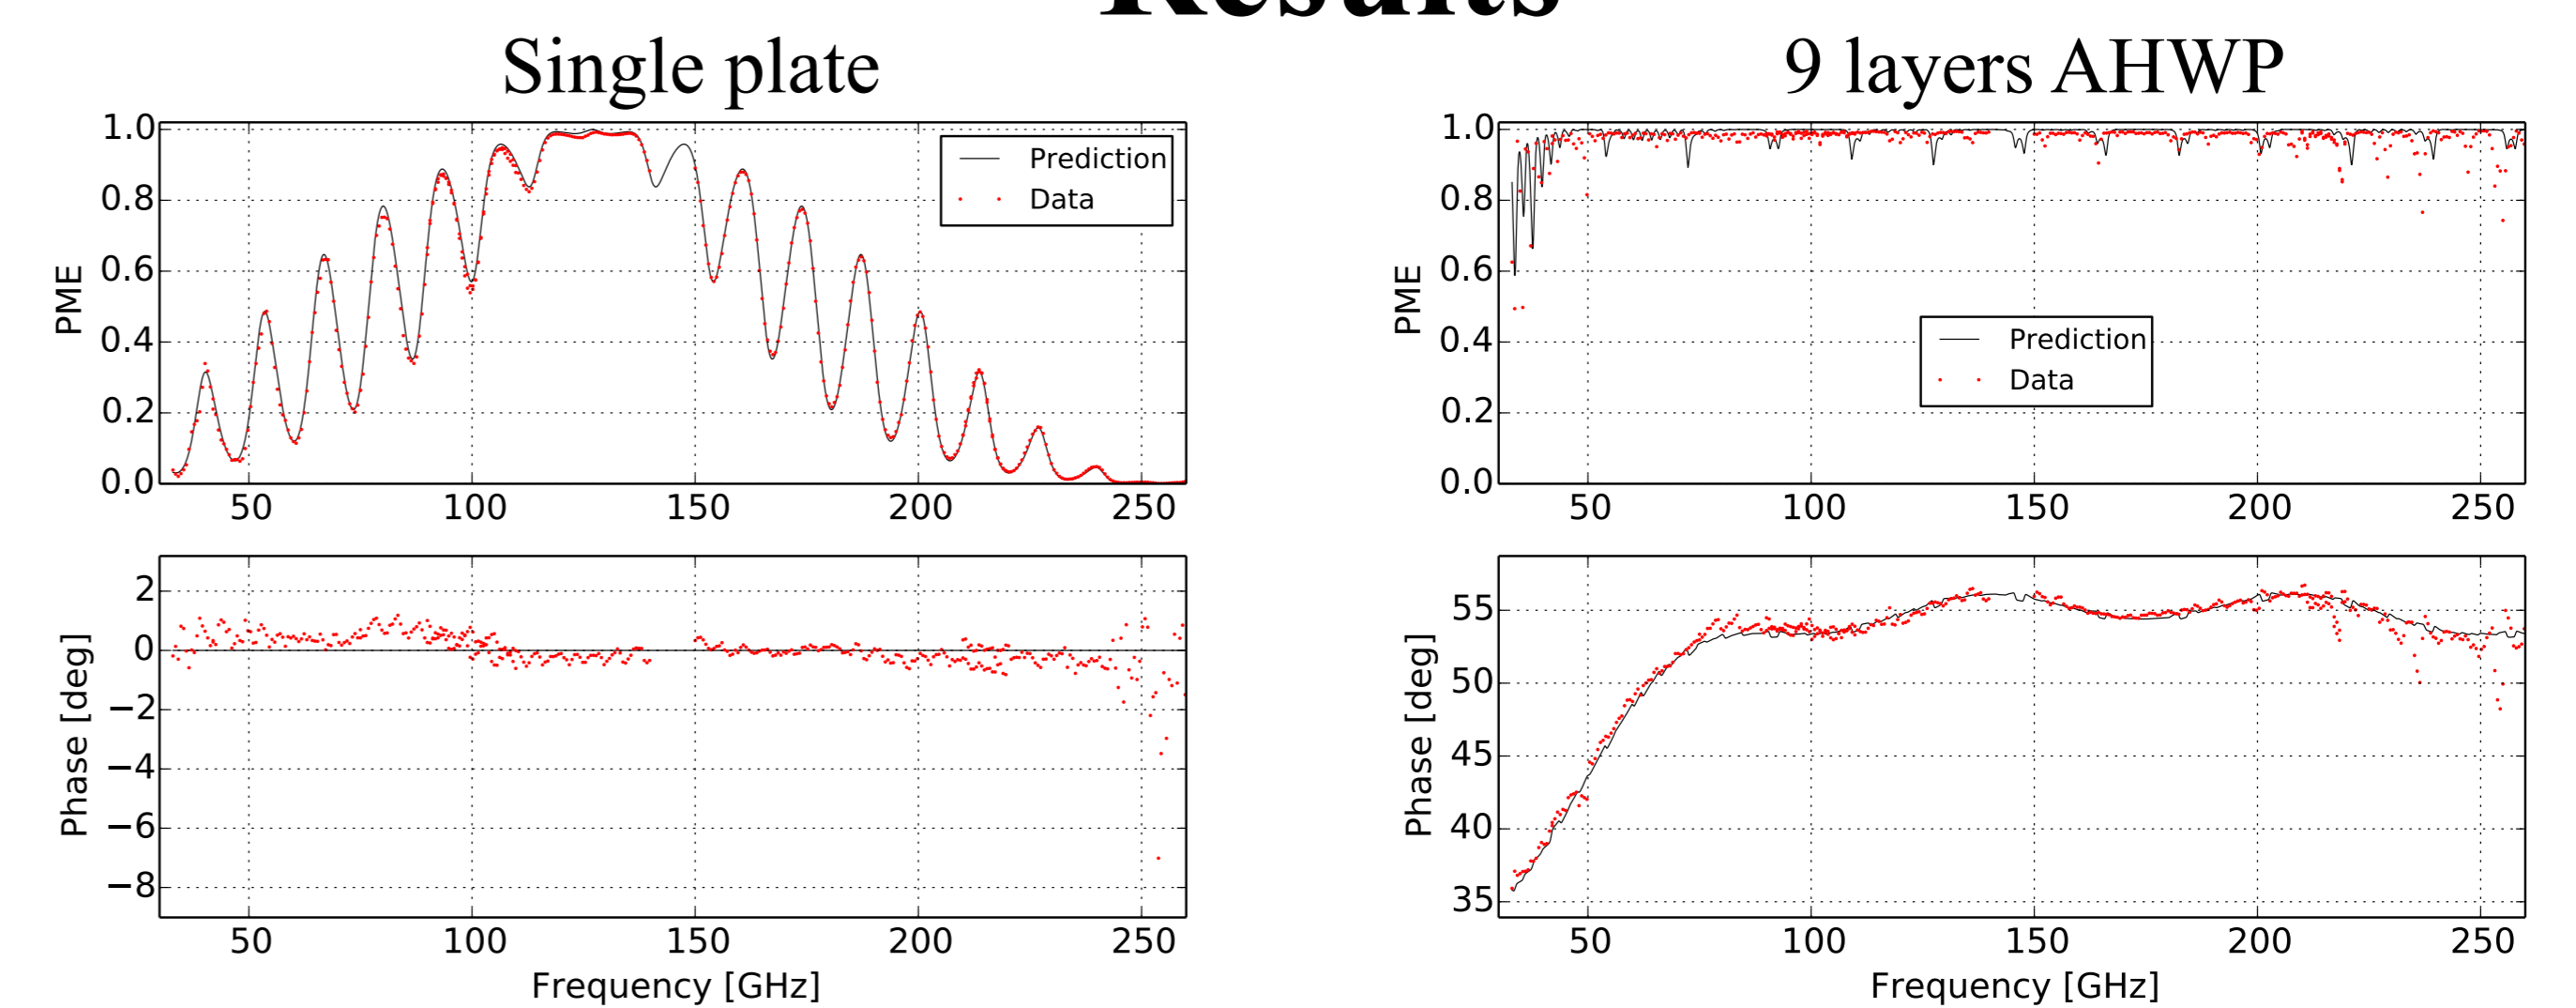 Results
Single plate
9 layers AHWP
1.0
0.8
0.6
0.4
0.2
0.0
PME
Prediction
Data
50 100 150 200 250
2
0
−2
−4
−6
−8
Phase [deg]
50 100 150 200 250
Frequency [GHz]
1.0
0.8
0.6
0.4
0.2
0.0
PME
Prediction
Data
50 100 150 200 250
55
50
45
40
35
Phase [deg]
50 100 150 200 250
Frequency [GHz]